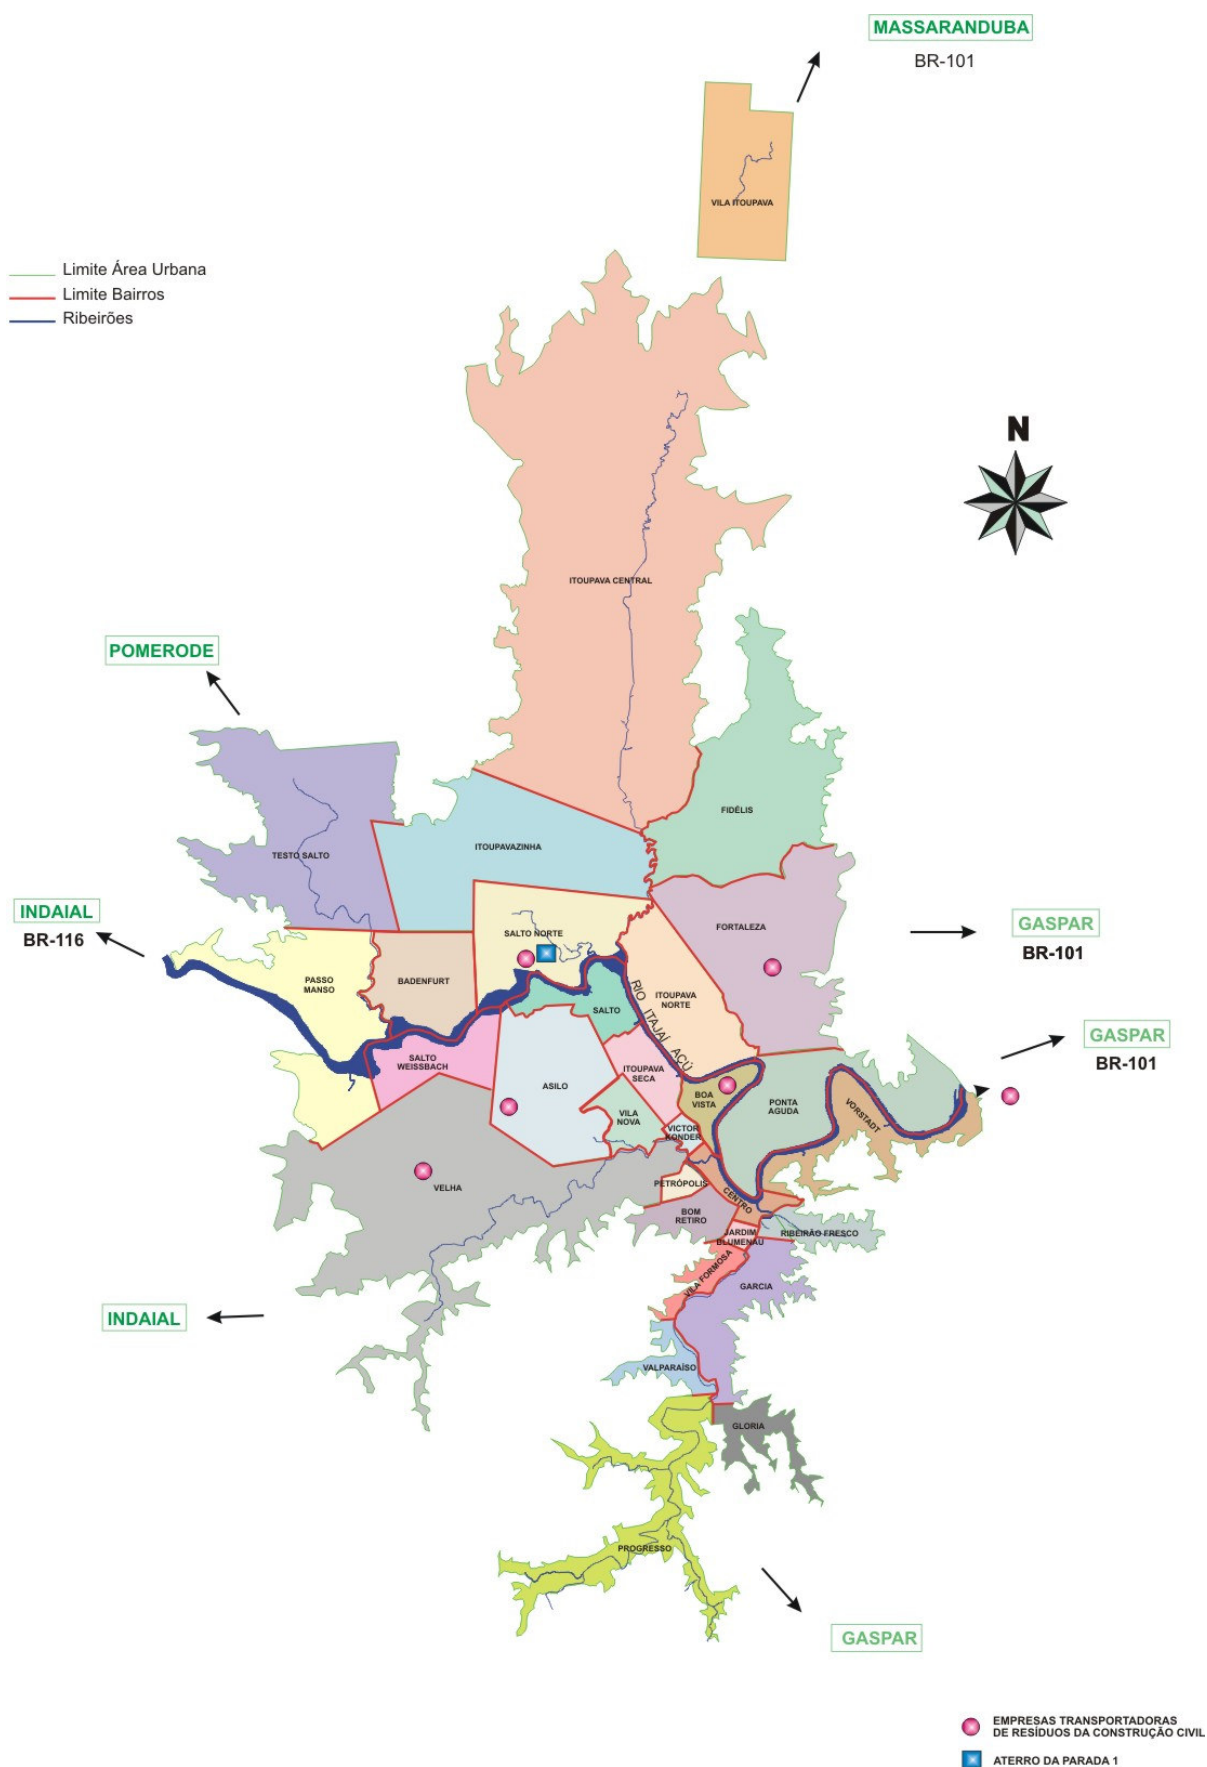 MASSARANDUBA
BR-101
VILA ITOUPAVA
Limite Área Urbana
Limite Bairros
Ribeirões
N
ITOUPAVA CENTRAL
POMERODE
FIDÉLIS
ITOUPAVAZINHA
TESTO SALTO
INDAIAL
BR-116
GASPAR
BR-101
FORTALEZA
SALTO NORTE
PASSO
MANSO
BADENFURT
ITOUPAVA
NORTE
RIO ITAJAÍ AÇÚ
SALTO
GASPAR
BR-101
SALTO
WEISSBACH
ASILO
ITOUPAVA
SECA
BOA
VISTA
PONTA
AGUDA
VORSTADT
VILA
NOVA
VICTOR
KONDER
VELHA
PETRÓPOLIS
CENTRO
BOM
RETIRO
JARDIM
BLUMENAU
RIBEIRÃO FRESCO
VILA FORMOSA
GARCIA
INDAIAL
VALPARAÍSO
GLORIA
PROGRESSO
GASPAR
EMPRESAS TRANSPORTADORAS
DE RESÍDUOS DA CONSTRUÇÃO CIVIL
ATERRO DA PARADA 1